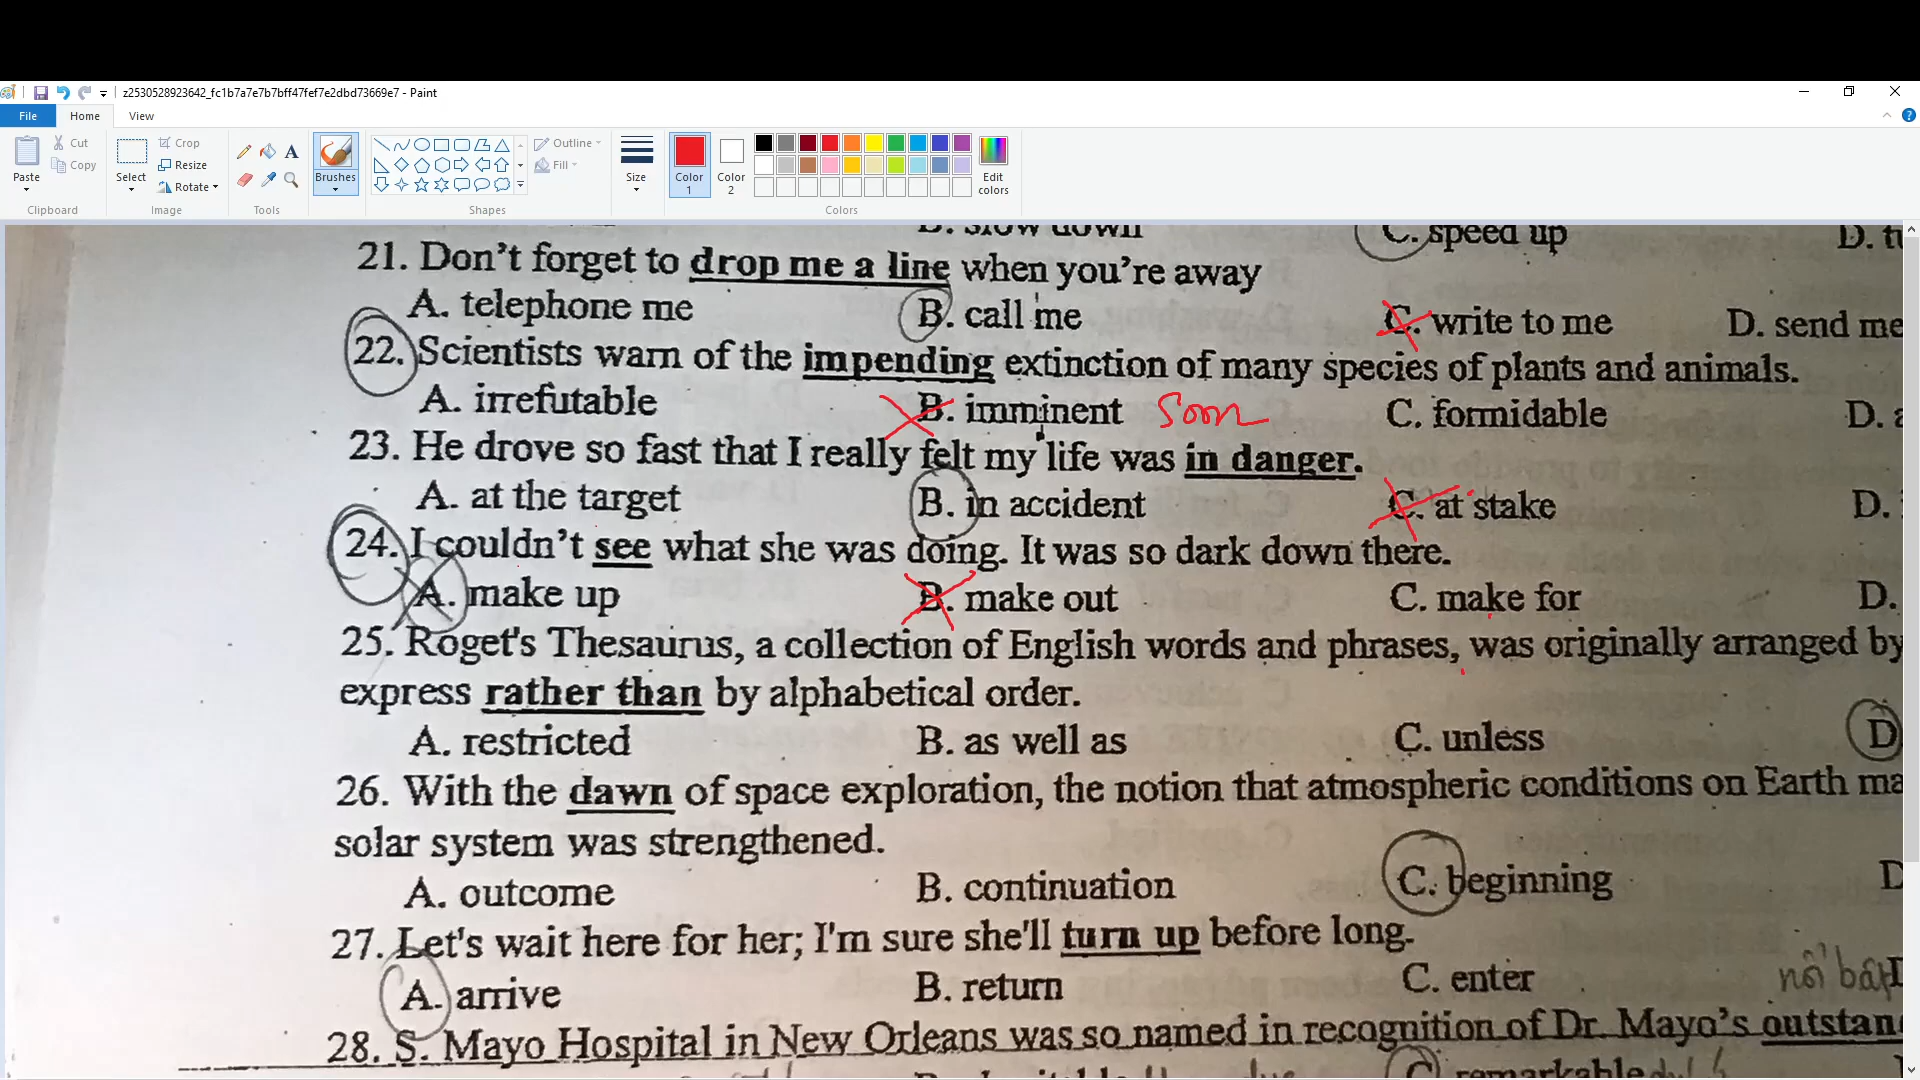 z2530528923642_fc1b7a7e7b7bff47fef7e2dbd73669e7 - Paint
File Home View
Paste Cut Copy Clipboard
Select Crop Resize Rotate Image
Tools
Brushes
Shapes Outline Fill
Size
Color 1 Color 2 Edit colors Colors
B. slow down C. speed up D.
21. Don't forget to drop me a line when you're away
A. telephone me B. call me C. write to me D. send me
22. Scientists warn of the impending extinction of many species of plants and animals.
A. irrefutable B. imminent soon C. formidable D.
23. He drove so fast that I really felt my life was in danger.
A. at the target B. in accident C. at stake D.
24. I couldn't see what she was doing. It was so dark down there.
A. make up B. make out C. make for D.
25. Roget's Thesaurus, a collection of English words and phrases, was originally arranged by
express rather than by alphabetical order.
A. restricted B. as well as C. unless D
26. With the dawn of space exploration, the notion that atmospheric conditions on Earth ma
solar system was strengthened.
A. outcome B. continuation C. beginning D
27. Let's wait here for her; I'm sure she'll turn up before long.
A. arrive B. return C. enter nổi bật D
28. S. Mayo Hospital in New Orleans was so named in recognition of Dr. Mayo's outstan
C. remarkable